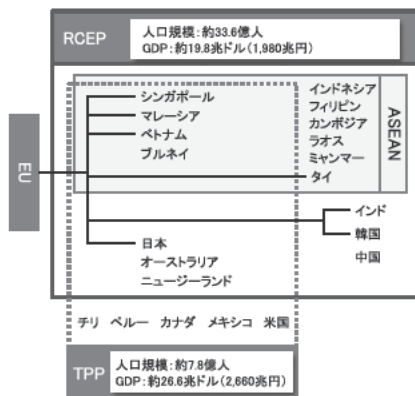 RCEP
人口規模：約33.6億人
GDP：約19.8兆ドル（1,980兆円）
シンガポール
マレーシア
ベトナム
ブルネイ
インドネシア
フィリピン
カンボジア
ラオス
ミャンマー
タイ
ASEAN
EU
インド
韓国
中国
日本
オーストラリア
ニュージーランド
チリ ペルー カナダ メキシコ 米国
TPP
人口規模：約7.8億人
GDP：約26.6兆ドル（2,660兆円）